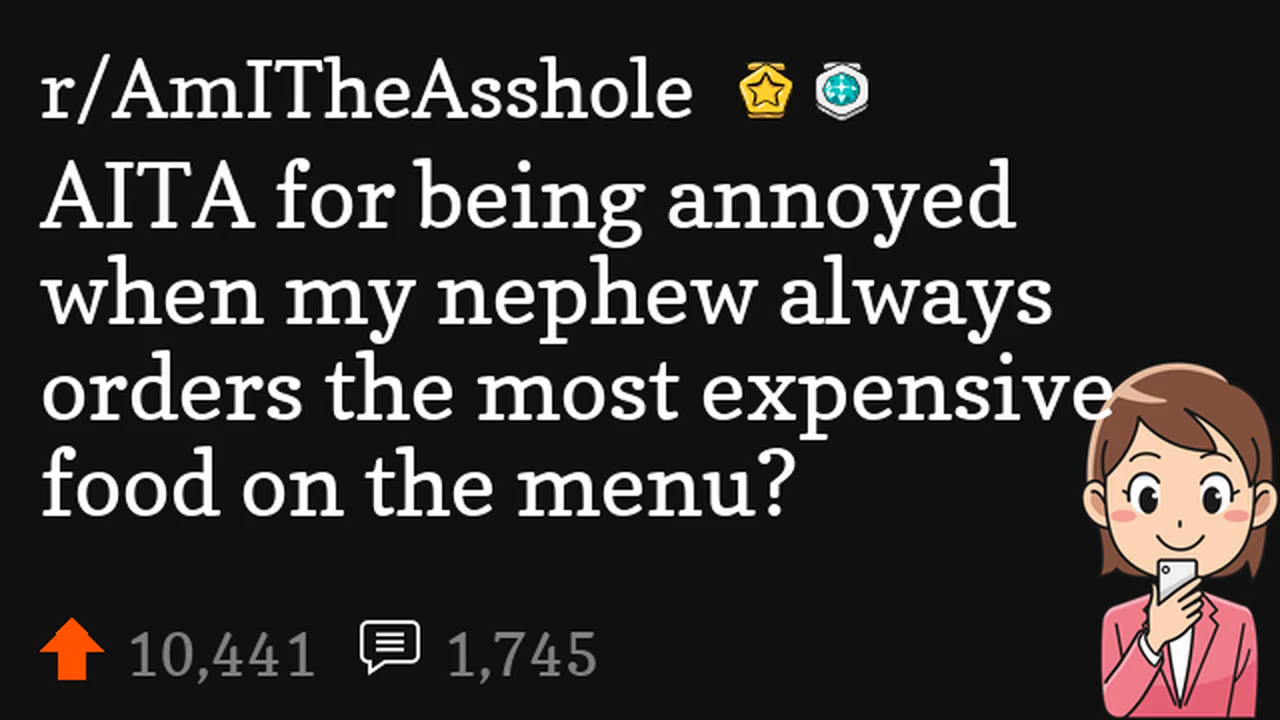 r/AmITheAsshole
AITA for being annoyed
when my nephew always
orders the most expensive
food on the menu?
10,441 1,745